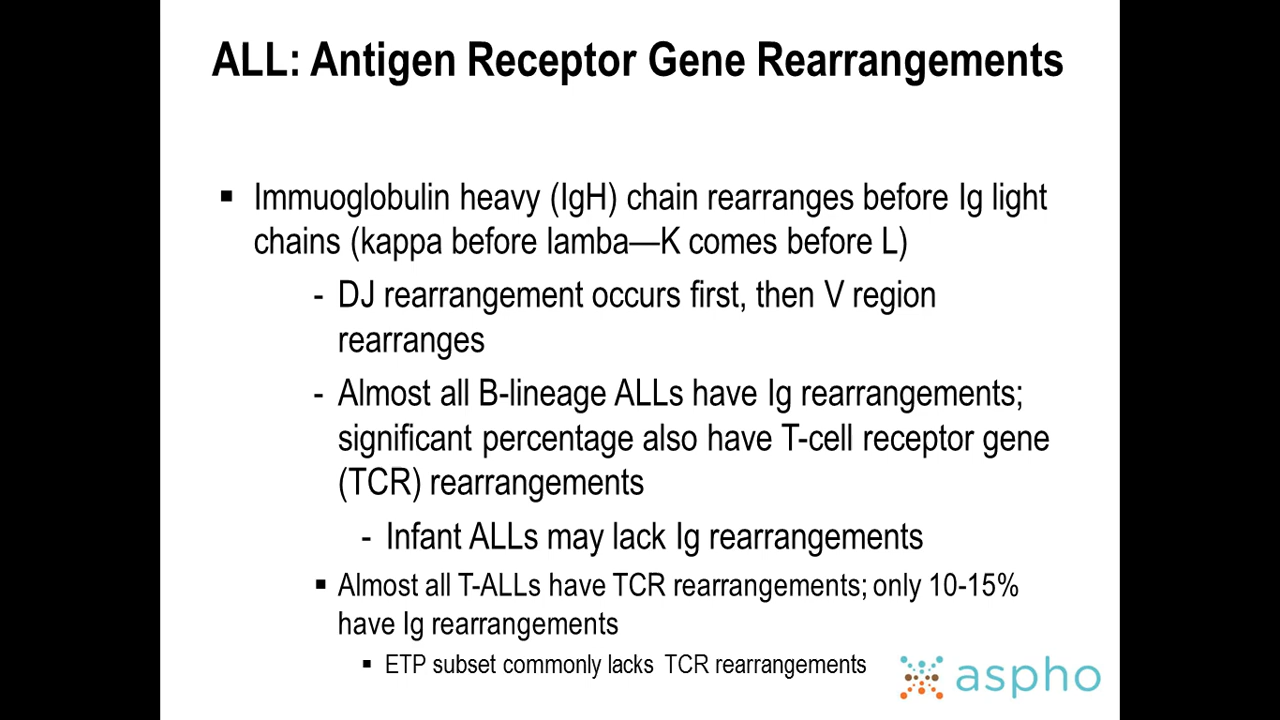 ALL: Antigen Receptor Gene Rearrangements
▪ Immuoglobulin heavy (IgH) chain rearranges before Ig light
chains (kappa before lamba—K comes before L)
- DJ rearrangement occurs first, then V region
rearranges
- Almost all B-lineage ALLs have Ig rearrangements;
significant percentage also have T-cell receptor gene
(TCR) rearrangements
- Infant ALLs may lack Ig rearrangements
▪ Almost all T-ALLs have TCR rearrangements; only 10-15%
have Ig rearrangements
▪ ETP subset commonly lacks TCR rearrangements
aspho